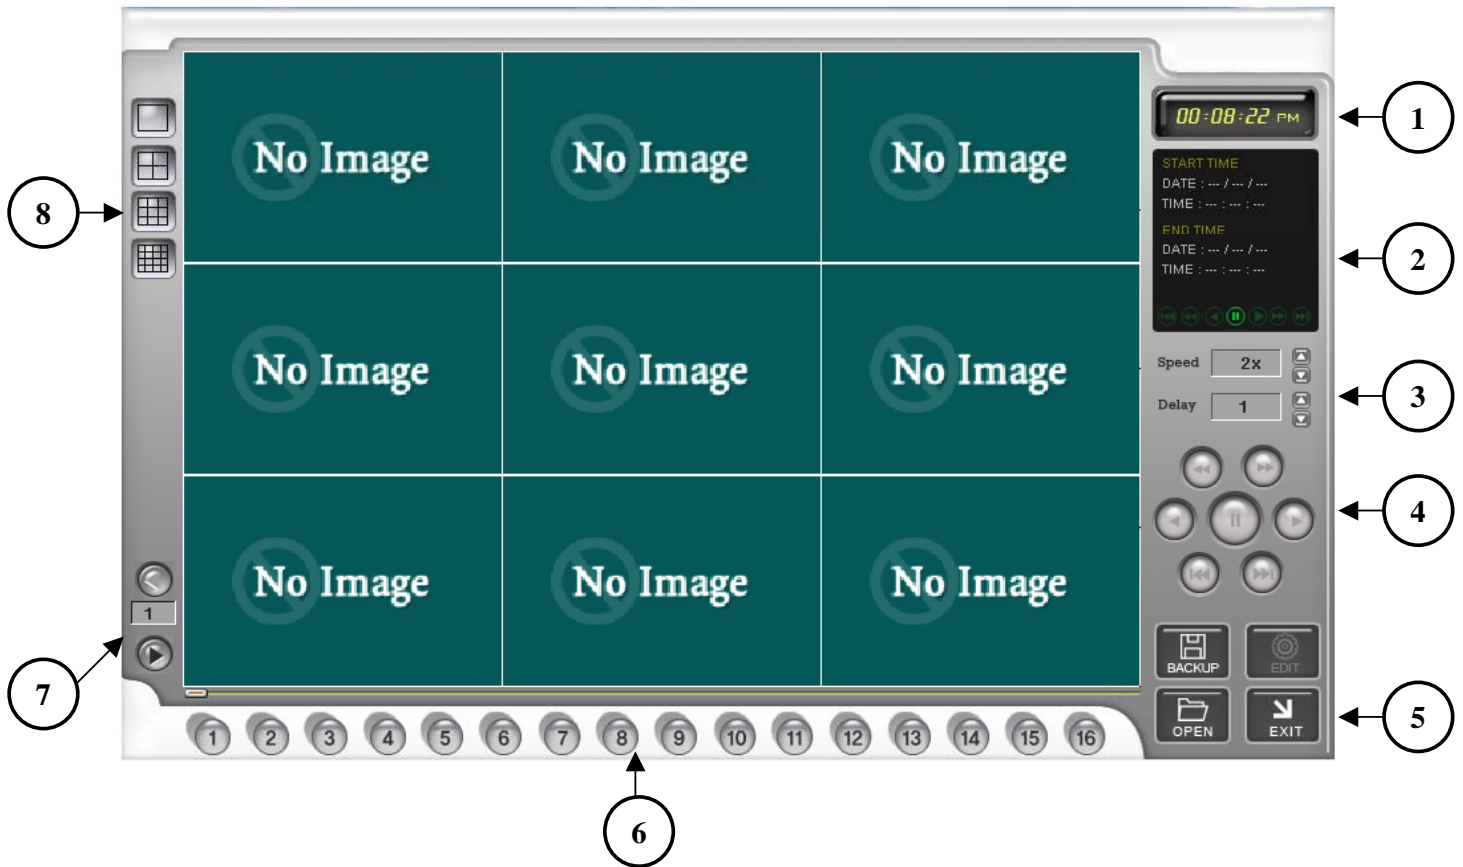 00:08:22 PM
1
START TIME
DATE : --- / --- / ---
TIME : --- : --- : ---
END TIME
DATE : --- / --- / ---
TIME : --- : --- : ---
2
No Image No Image No Image
8
Speed 2x
Delay 1
3
No Image No Image No Image
4
No Image No Image No Image
1
7
BACKUP EDIT
OPEN EXIT
5
1 2 3 4 5 6 7 8 9 10 11 12 13 14 15 16
6